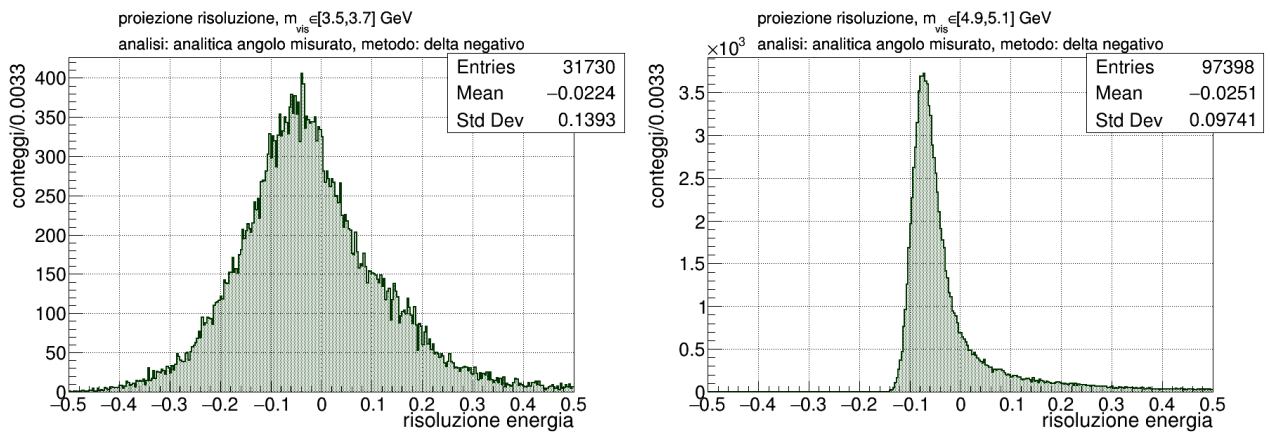 proiezione risoluzione, m_vis ∈[3.5,3.7] GeV
analisi: analitica angolo misurato, metodo: delta negativo
Entries 31730
Mean −0.0224
Std Dev 0.1393
conteggi/0.0033
400
350
300
250
200
150
100
50
0
−0.5 −0.4 −0.3 −0.2 −0.1 0 0.1 0.2 0.3 0.4 0.5
risoluzione energia
proiezione risoluzione, m_vis ∈[4.9,5.1] GeV
analisi: analitica angolo misurato, metodo: delta negativo
×10³
Entries 97398
Mean −0.0251
Std Dev 0.09741
conteggi/0.0033
3.5
3
2.5
2
1.5
1
0.5
0
−0.5 −0.4 −0.3 −0.2 −0.1 0 0.1 0.2 0.3 0.4 0.5
risoluzione energia